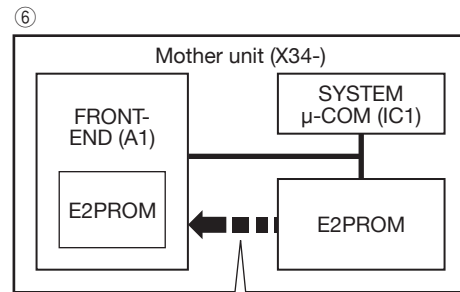 ⑥
Mother unit (X34-)
FRONT-
END (A1)
E2PROM
SYSTEM
µ-COM (IC1)
E2PROM